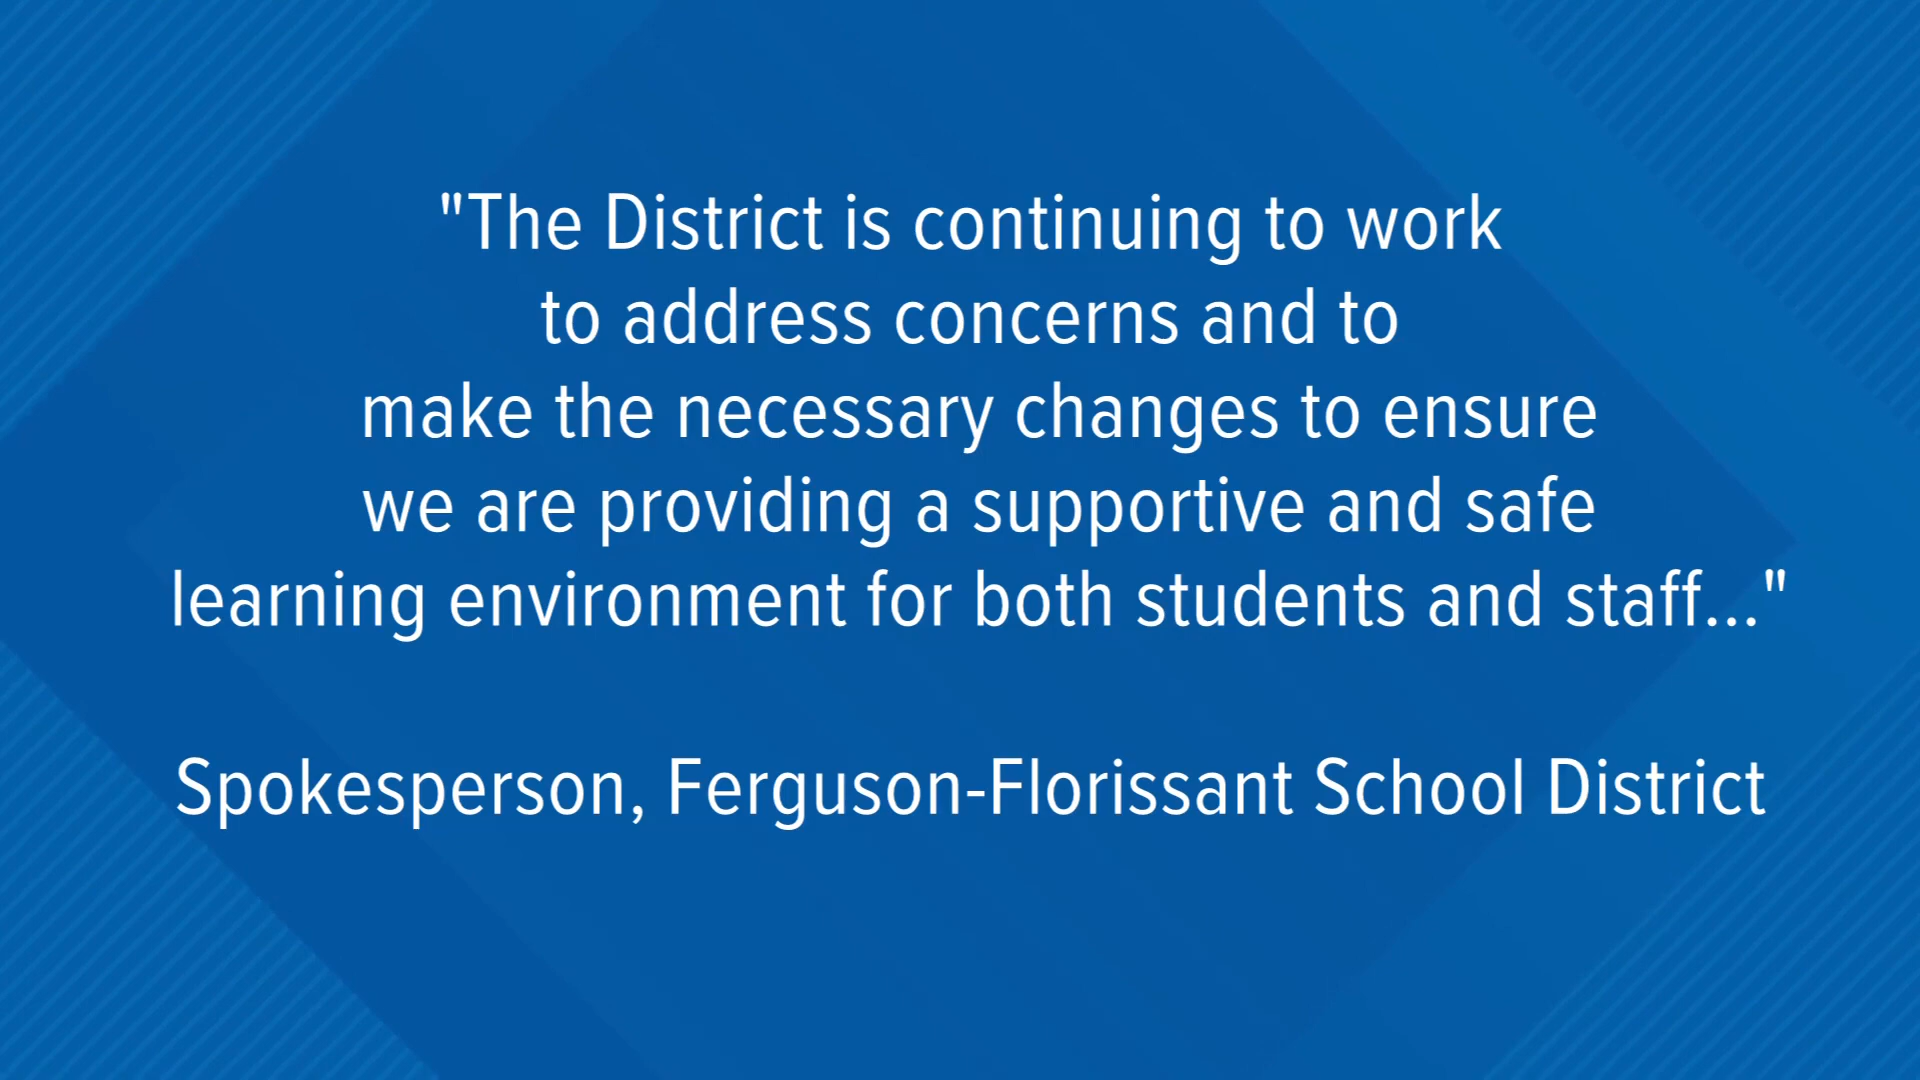 "The District is continuing to work
to address concerns and to
make the necessary changes to ensure
we are providing a supportive and safe
learning environment for both students and staff..."
Spokesperson, Ferguson-Florissant School District